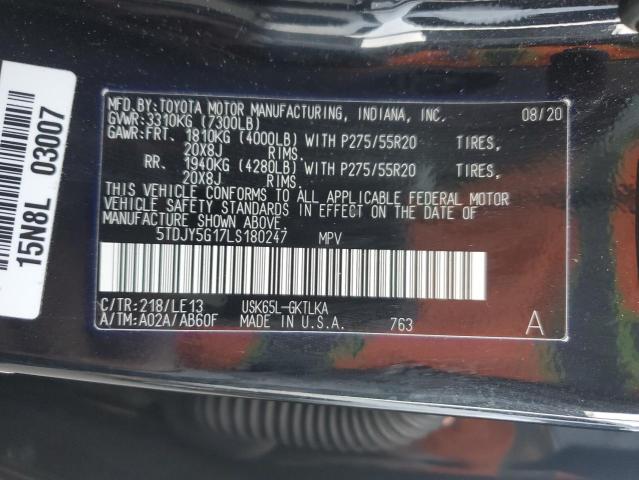 MFD.BY:TOYOTA MOTOR MANUFACTURING, INDIANA, INC. 08/20
GVWR:3310KG (7300LB)
GAWR:FRT. 1810KG (4000LB) WITH P275/55R20 TIRES,
20X8J RIMS.
RR. 1940KG (4280LB) WITH P275/55R20 TIRES,
20X8J RIMS.
THIS VEHICLE CONFORMS TO ALL APPLICABLE FEDERAL MOTOR
VEHICLE SAFETY STANDARDS IN EFFECT ON THE DATE OF
MANUFACTURE SHOWN ABOVE.
5TDJY5G17LS180247 MPV
C/TR:218/LE13 USK65L-GKTLKA
A/TM:A02A/AB60F MADE IN U.S.A. 763 A
15N8L 03007